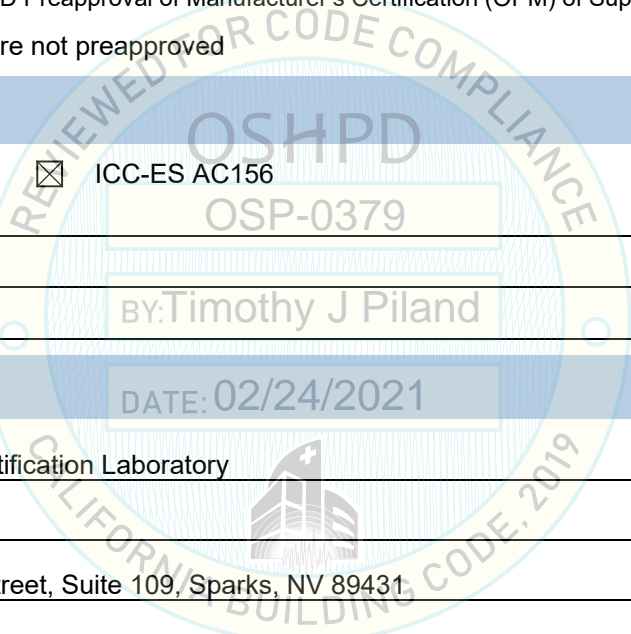 D Preapproval of Manufacturer's Certification (OPM) of Sup
re not preapproved
REVIEWED FOR CODE COMPLIANCE
OSHPD
ICC-ES AC156
OSP-0379
BY: Timothy J Piland
DATE: 02/24/2021
tification Laboratory
treet, Suite 109, Sparks, NV 89431
CALIFORNIA BUILDING CODE, 2019